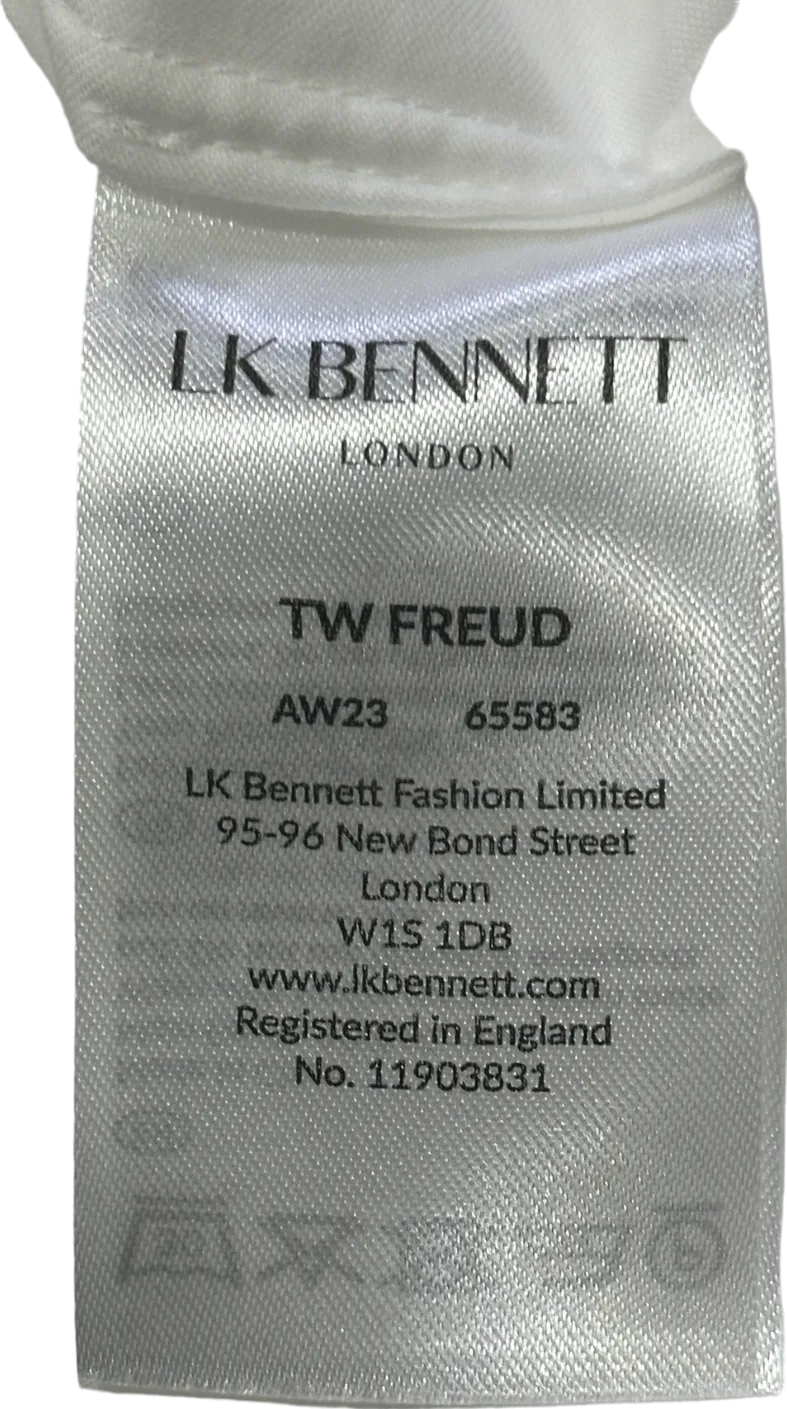 LK BENNETT
LONDON
TW FREUD
AW23 65583
LK Bennett Fashion Limited
95-96 New Bond Street
London
W1S 1DB
www.lkbennett.com
Registered in England
No. 11903831